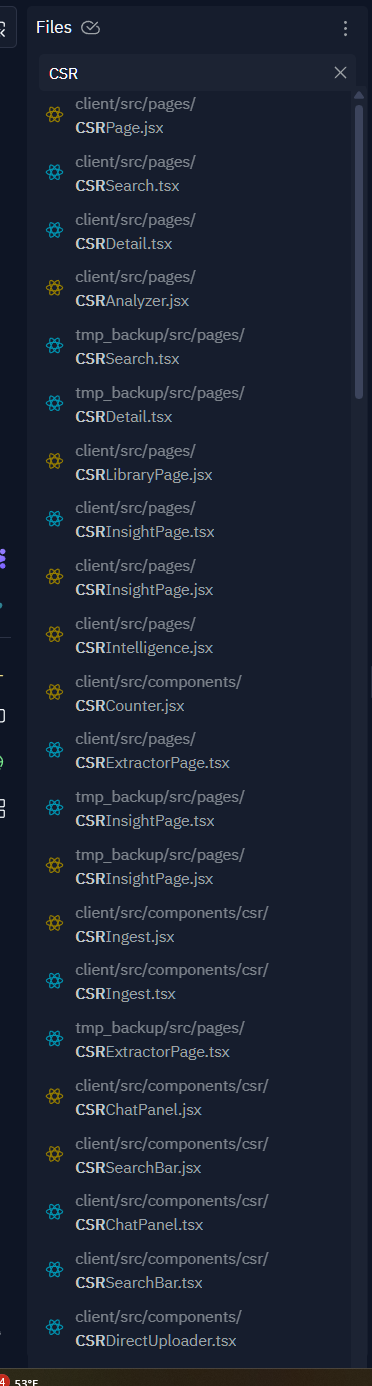 Files
CSR
client/src/pages/
CSRPage.jsx
client/src/pages/
CSRSearch.tsx
client/src/pages/
CSRDetail.tsx
client/src/pages/
CSRAnalyzer.jsx
tmp_backup/src/pages/
CSRSearch.tsx
tmp_backup/src/pages/
CSRDetail.tsx
client/src/pages/
CSRLibraryPage.jsx
client/src/pages/
CSRInsightPage.tsx
client/src/pages/
CSRInsightPage.jsx
client/src/pages/
CSRIntelligence.jsx
client/src/components/
CSRCounter.jsx
client/src/pages/
CSRExtractorPage.tsx
tmp_backup/src/pages/
CSRInsightPage.tsx
tmp_backup/src/pages/
CSRInsightPage.jsx
client/src/components/csr/
CSRIngest.jsx
client/src/components/csr/
CSRIngest.tsx
tmp_backup/src/pages/
CSRExtractorPage.tsx
client/src/components/csr/
CSRChatPanel.jsx
client/src/components/csr/
CSRSearchBar.jsx
client/src/components/csr/
CSRChatPanel.tsx
client/src/components/csr/
CSRSearchBar.tsx
client/src/components/
CSRDirectUploader.tsx
4 53°F